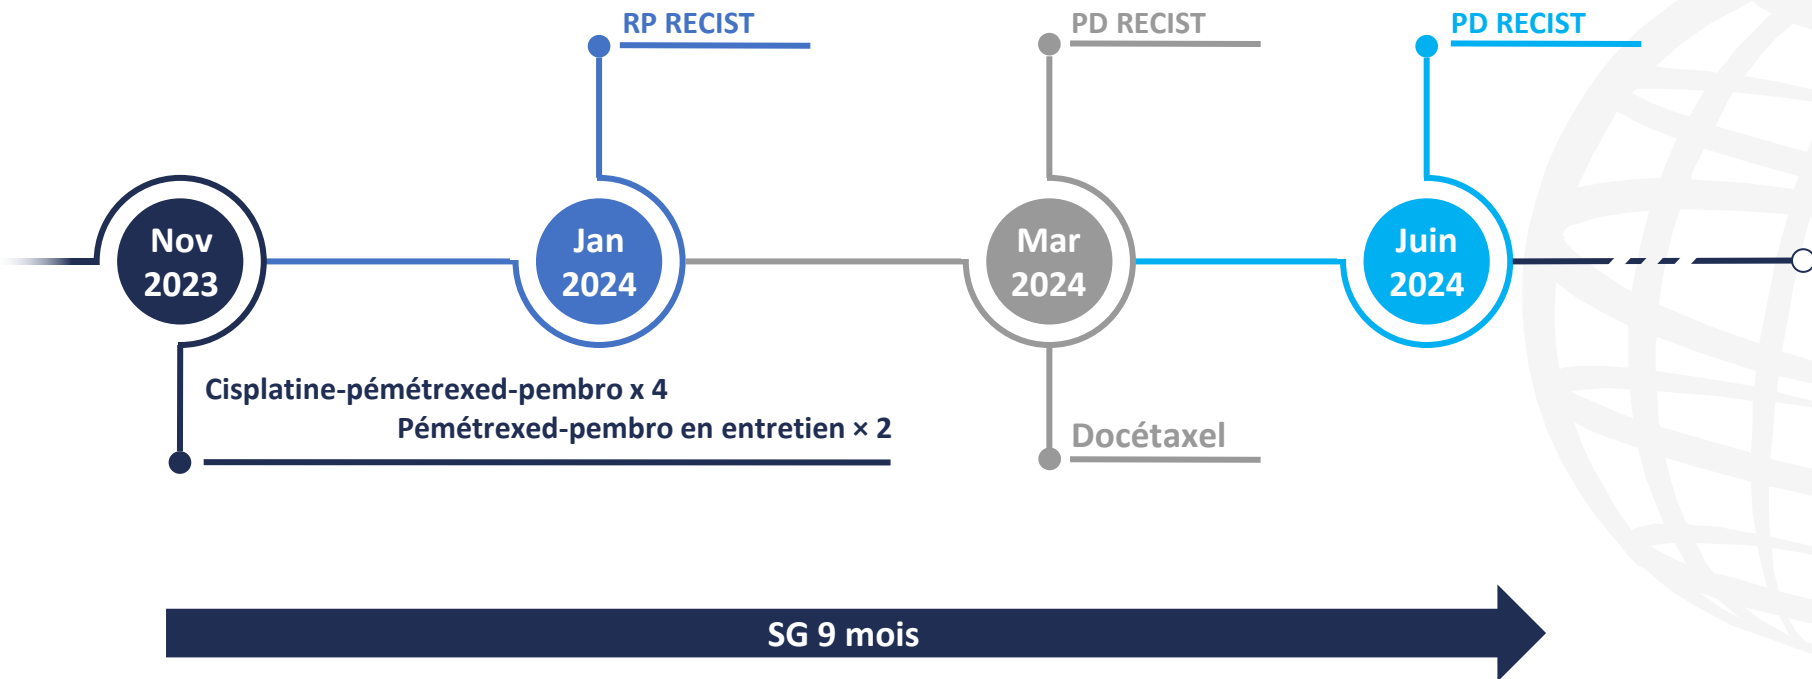 RP RECIST
PD RECIST
PD RECIST
Nov
2023
Jan
2024
Mar
2024
Juin
2024
Cisplatine-pémétrexed-pembro x 4
Pémétrexed-pembro en entretien × 2
Docétaxel
SG 9 mois